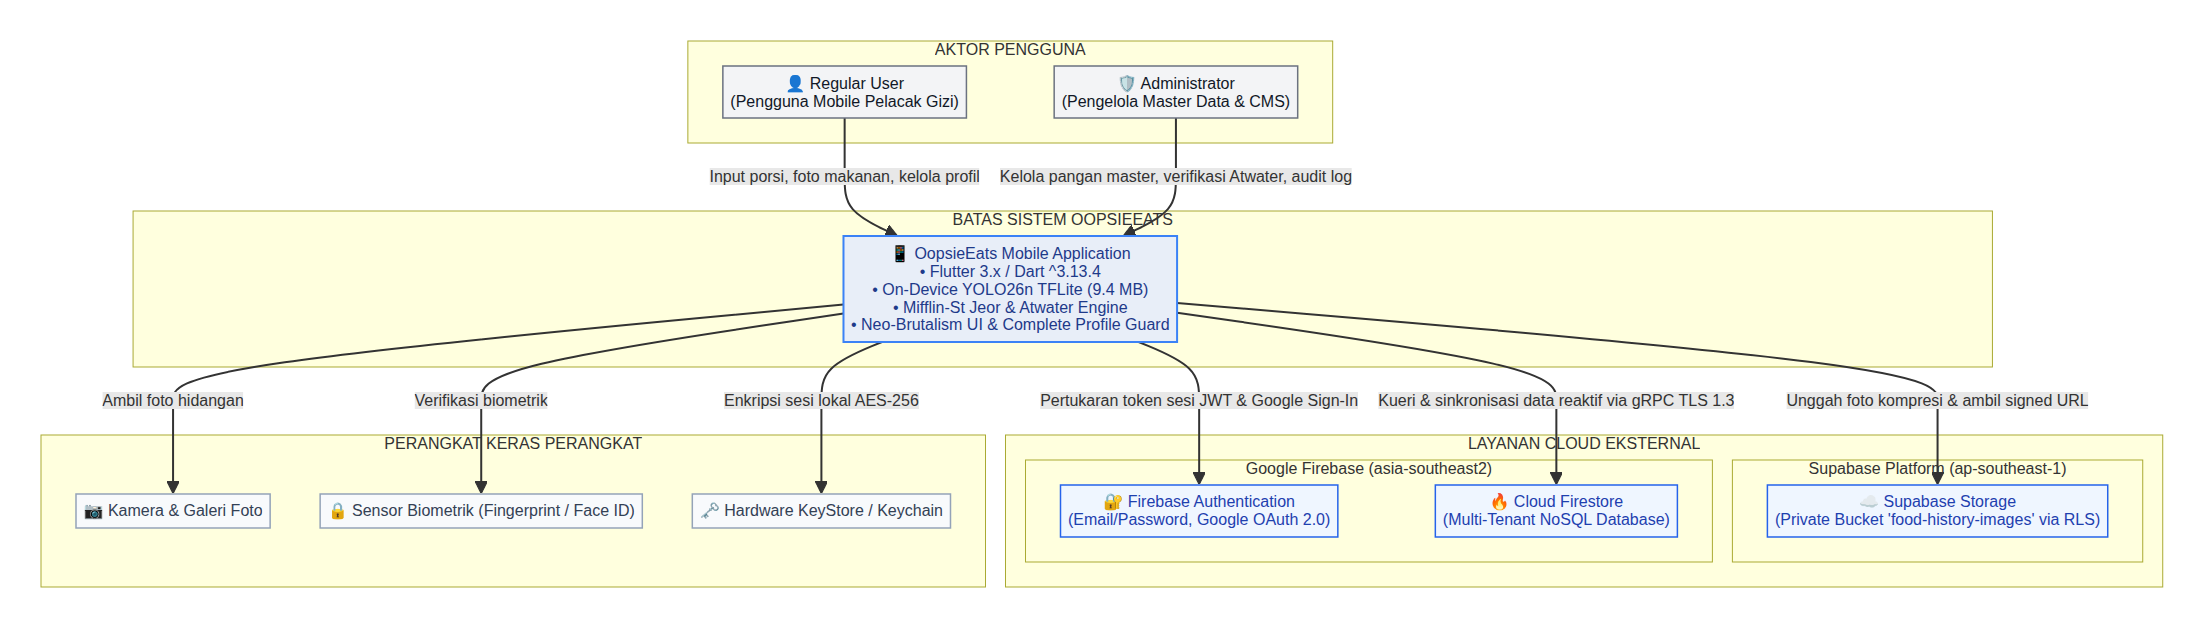 AKTOR PENGGUNA
👤 Regular User
(Pengguna Mobile Pelacak Gizi)
🛡️ Administrator
(Pengelola Master Data & CMS)
Input porsi, foto makanan, kelola profil
Kelola pangan master, verifikasi Atwater, audit log
BATAS SISTEM OOPSIEEATS
📱 OopsieEats Mobile Application
• Flutter 3.x / Dart ^3.13.4
• On-Device YOLO26n TFLite (9.4 MB)
• Mifflin-St Jeor & Atwater Engine
• Neo-Brutalism UI & Complete Profile Guard
Ambil foto hidangan
Verifikasi biometrik
Enkripsi sesi lokal AES-256
Pertukaran token sesi JWT & Google Sign-In
Kueri & sinkronisasi data reaktif via gRPC TLS 1.3
Unggah foto kompresi & ambil signed URL
PERANGKAT KERAS PERANGKAT
📷 Kamera & Galeri Foto
🔒 Sensor Biometrik (Fingerprint / Face ID)
🗝️ Hardware KeyStore / Keychain
LAYANAN CLOUD EKSTERNAL
Google Firebase (asia-southeast2)
🔐 Firebase Authentication
(Email/Password, Google OAuth 2.0)
🔥 Cloud Firestore
(Multi-Tenant NoSQL Database)
Supabase Platform (ap-southeast-1)
☁️ Supabase Storage
(Private Bucket 'food-history-images' via RLS)